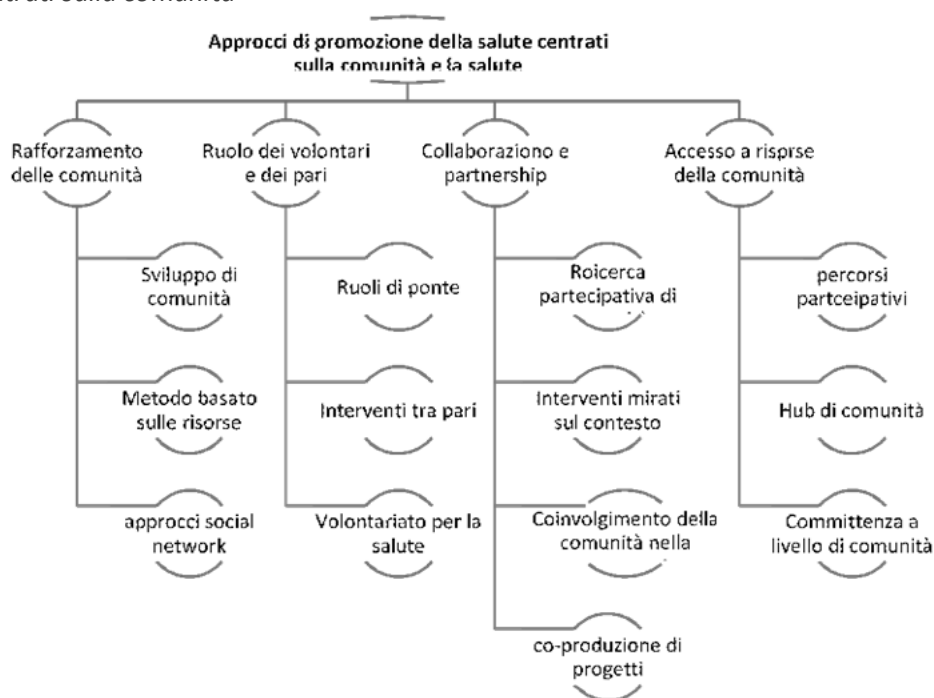 Approcci di promozione della salute centrati
sulla comunità e la salute
Rafforzamento
delle comunità
Ruolo dei volontari
e dei pari
Collaboraziono e
partnership
Accesso a risprse
della comunità
Sviluppo di
comunità
Metodo basato
sulle risorse
approcci social
network
Ruoli di ponte
Interventi tra pari
Volontariato per la
salute
Roicerca
partecipativa di
Interventi mirati
sul contesto
Coinvolgimento della
comunità nella
co-produzione di
progetti
percorsi
partceipativi
Hub di comunità
Committenza a
livello di comunità